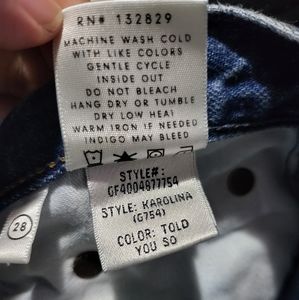 RN# 132829
MACHINE WASH COLD
WITH LIKE COLORS
GENTLE CYCLE
INSIDE OUT
DO NOT BLEACH
HANG DRY OR TUMBLE
DRY LOW HEAT
WARM IRON IF NEEDED
INDIGO MAY BLEED
STYLE#:
GF4004877754
STYLE: KAROLINA
(G754)
COLOR: TOLD
YOU SO
28